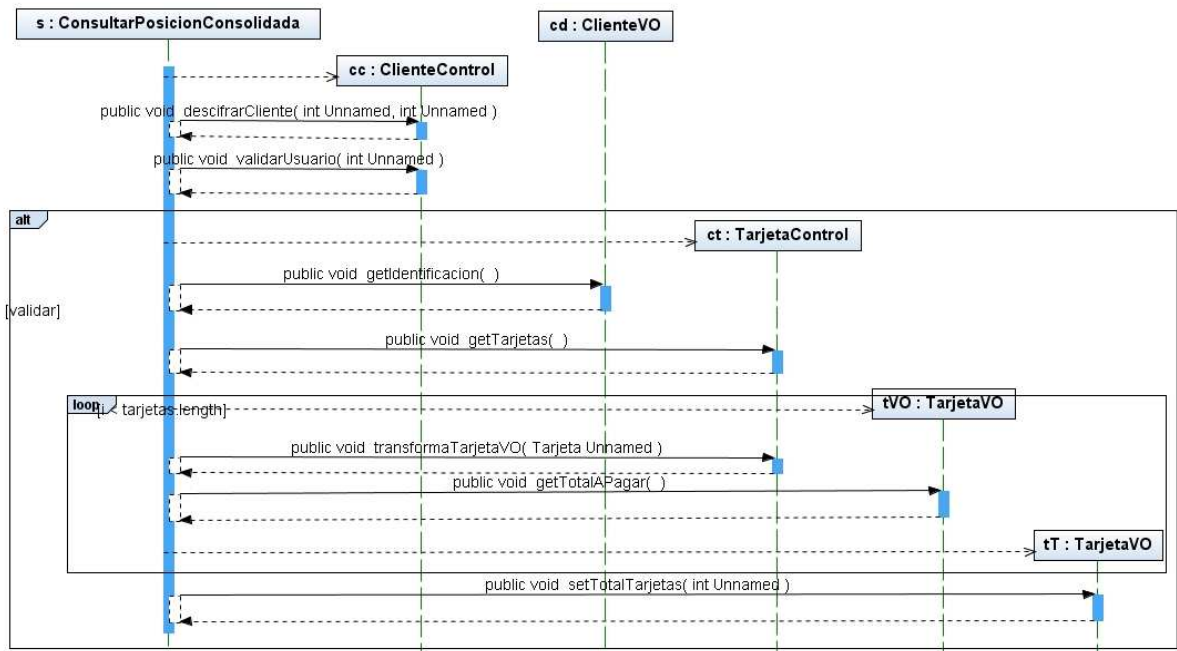 s : ConsultarPosicionConsolidada
cd : ClienteVO
cc : ClienteControl
public void descifrarCliente( int Unnamed, int Unnamed )
public void validarUsuario( int Unnamed )
alt
ct : TarjetaControl
public void getIdentificacion( )
[validar]
public void getTarjetas( )
loop
[i < tarjetas.length]
tVO : TarjetaVO
public void transformaTarjetaVO( Tarjeta Unnamed )
public void getTotalAPagar( )
tT : TarjetaVO
public void setTotalTarjetas( int Unnamed )